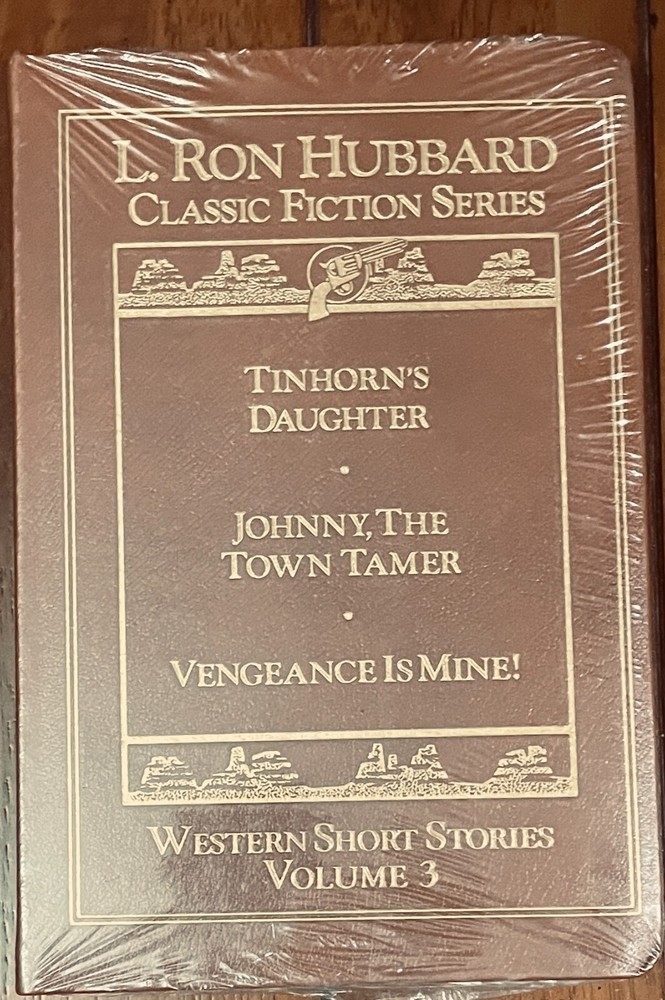 L. RON HUBBARD
CLASSIC FICTION SERIES
TINHORN'S
DAUGHTER
•
JOHNNY, THE
TOWN TAMER
•
VENGEANCE IS MINE!
WESTERN SHORT STORIES
VOLUME 3